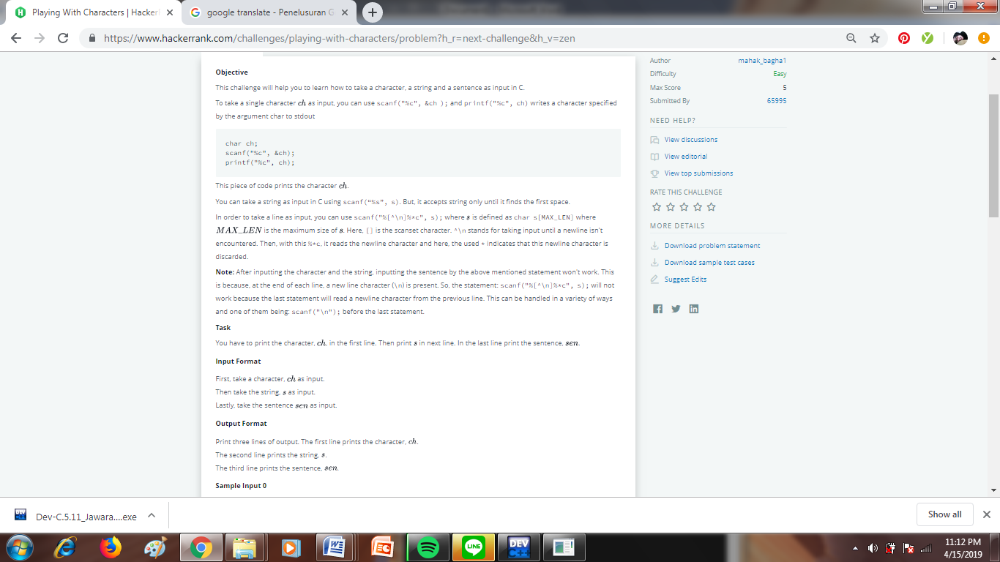 Playing With Characters | Hacker
google translate - Penelusuran G
https://www.hackerrank.com/challenges/playing-with-characters/problem?h_r=next-challenge&h_v=zen
Objective
This challenge will help you to learn how to take a character, a string and a sentence as input in C.
To take a single character ch as input, you can use scanf("%c", &ch ); and printf("%c", ch) writes a character specified
by the argument char to stdout
char ch;
scanf("%c", &ch);
printf("%c", ch);
This piece of code prints the character ch.
You can take a string as input in C using scanf("%s", s). But, it accepts string only until it finds the first space.
In order to take a line as input, you can use scanf("%[^\n]%*c", s); where s is defined as char s[MAX_LEN] where
MAX_LEN is the maximum size of s. Here, [] is the scanset character. ^\n stands for taking input until a newline isn't
encountered. Then, with this %*c, it reads the newline character and here, the used * indicates that this newline character is
discarded.
Note: After inputting the character and the string, inputting the sentence by the above mentioned statement won't work. This
is because, at the end of each line, a new line character (\n) is present. So, the statement: scanf("%[^\n]%*c", s); will not
work because the last statement will read a newline character from the previous line. This can be handled in a variety of ways
and one of them being: scanf("\n"); before the last statement.
Task
You have to print the character, ch, in the first line. Then print s in next line. In the last line print the sentence, sen.
Input Format
First, take a character, ch as input.
Then take the string, s as input.
Lastly, take the sentence sen as input.
Output Format
Print three lines of output. The first line prints the character, ch.
The second line prints the string, s.
The third line prints the sentence, sen.
Sample Input 0
Author mahak_bagha1
Difficulty Easy
Max Score 5
Submitted By 65995
NEED HELP?
View discussions
View editorial
View top submissions
RATE THIS CHALLENGE
MORE DETAILS
Download problem statement
Download sample test cases
Suggest Edits
Dev-C.5.11_Jawara....exe
Show all
LINE
DEV
C++
11:12 PM
4/15/2019